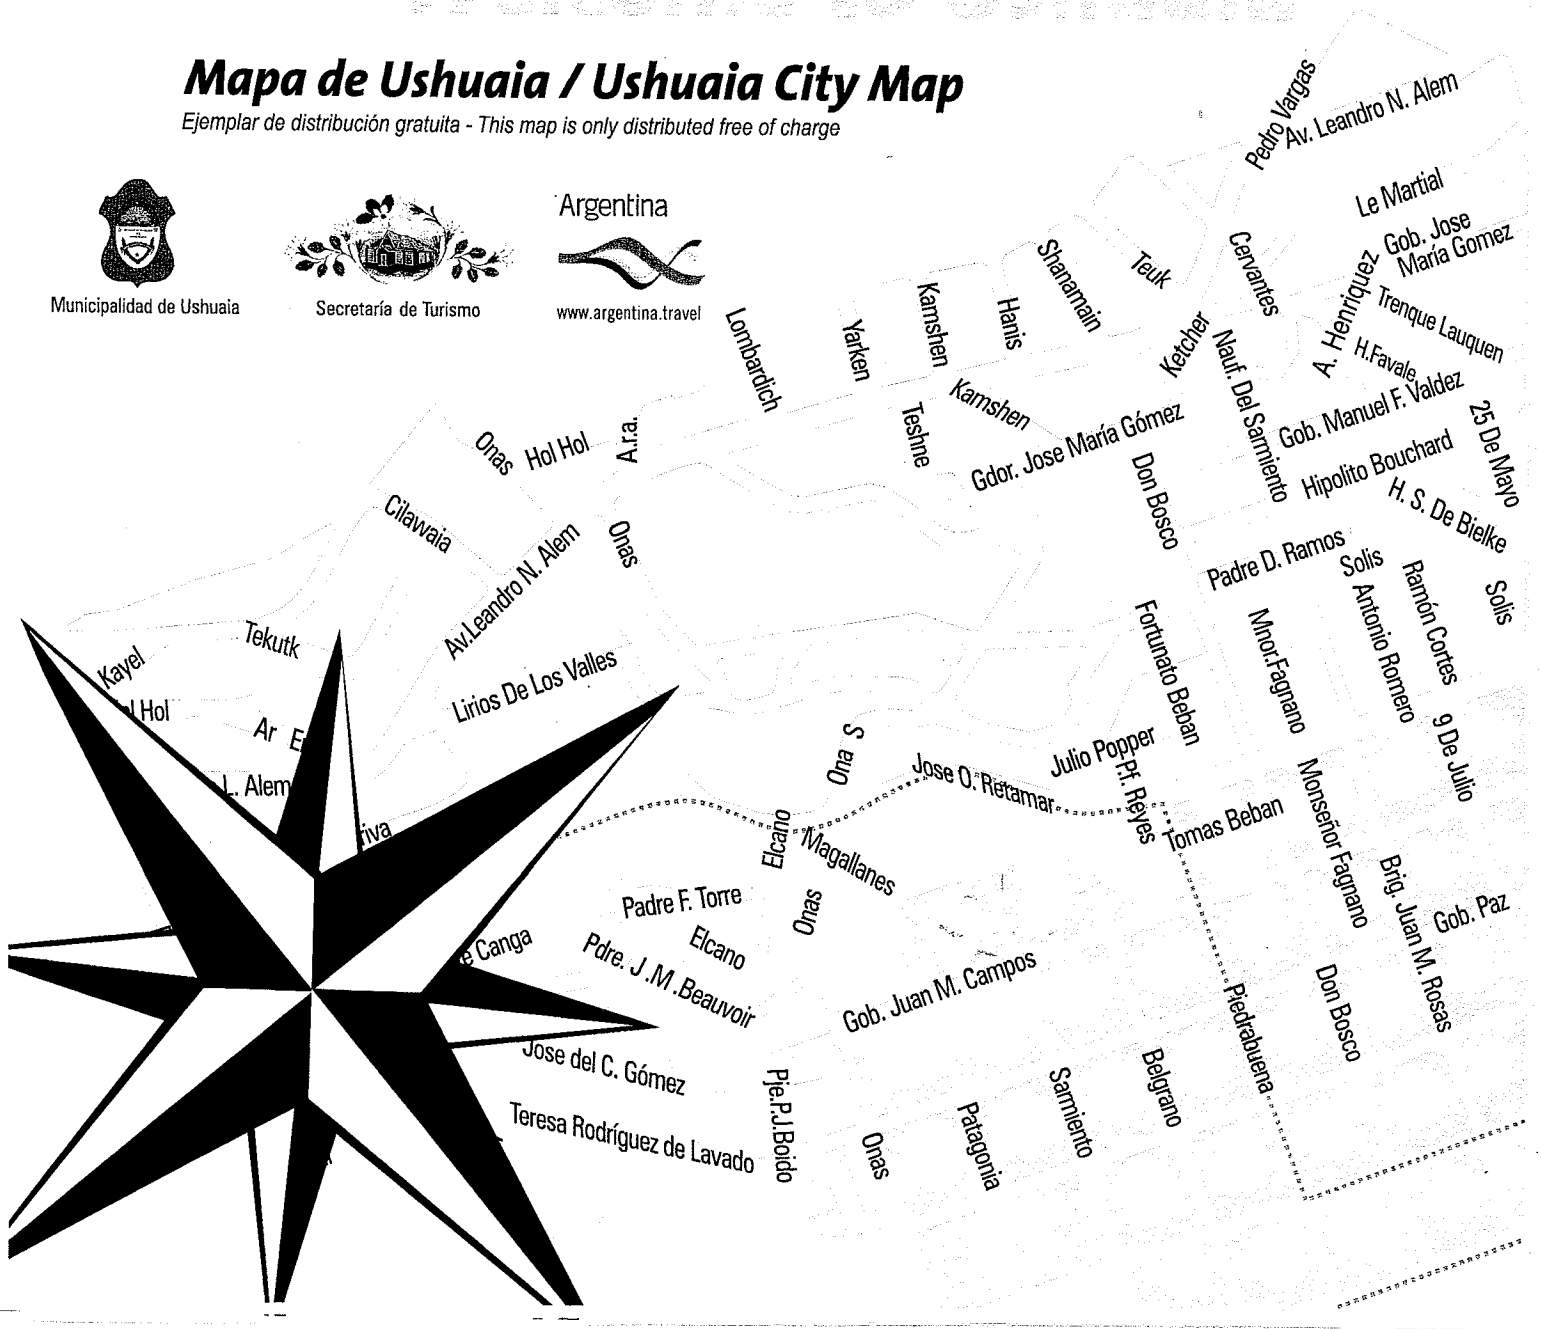 Mapa de Ushuaia / Ushuaia City Map
Ejemplar de distribución gratuita - This map is only distributed free of charge
Municipalidad de Ushuaia
Secretaría de Turismo
Argentina
www.argentina.travel
Pedro Vargas
Av. Leandro N. Alem
Le Martial
Gob. Jose
María Gomez
Cervantes
Teuk
Shanamain
Hanis
Kamshen
Yarken
Lombardich
A. Henriquez
Trenque Lauquen
H.Favale
Ketcher
Nauf. Del Sarmiento
Gob. Manuel F. Valdez
25 De Mayo
Kamshen
Teshne
Gdor. Jose María Gómez
Hipolito Bouchard
H. S. De Bielke
Don Bosco
A.r.a.
Hol Hol
Onas
Cilawaia
Onas
Av.Leandro N. Alem
Padre D. Ramos
Solis
Ramón Cortes
Solis
Antonio Romero
Mnor.Fagnano
Fortunato Beban
Tekutk
Kayel
Hol
Lirios De Los Valles
Ar
L. Alem
riva
9 De Julio
Ona S
Jose O. Retamar
Julio Popper
P.Pf. Reyes
Tomas Beban
Monseñor Fagnano
Elcano
Magallanes
Brig. Juan M. Rosas
Gob. Paz
Padre F. Torre
Onas
Elcano
e Canga
Pdre. J .M .Beauvoir
Gob. Juan M. Campos
Piedrabuena
Don Bosco
Jose del C. Gómez
Pje.P.J.Boido
Sarmiento
Belgrano
Patagonia
Onas
Teresa Rodríguez de Lavado